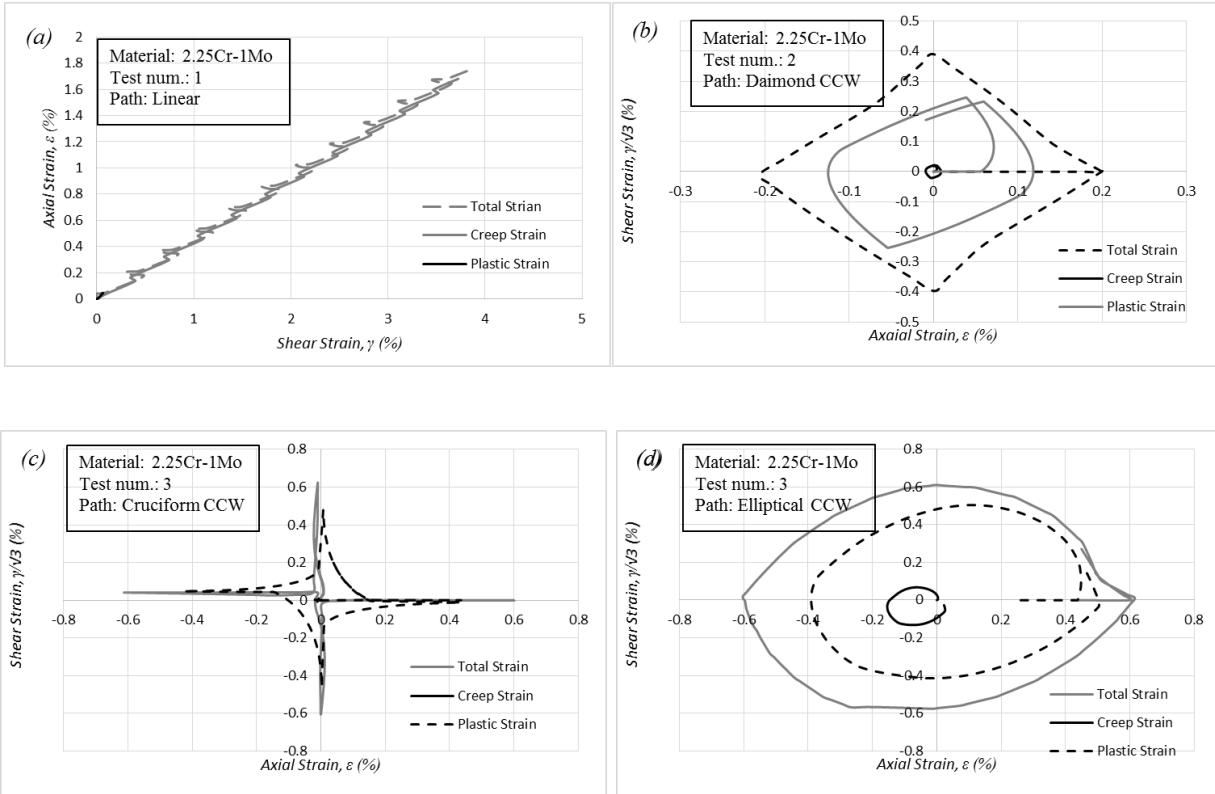 (a)
Material: 2.25Cr-1Mo
Test num.: 1
Path: Linear
Axial Strain, ε (%)
2
1.8
1.6
1.4
1.2
1
0.8
0.6
0.4
0.2
0
0 1 2 3 4 5
Shear Strain, γ (%)
Total Strian
Creep Strain
Plastic Strain
(b)
Material: 2.25Cr-1Mo
Test num.: 2
Path: Daimond CCW
Shear Strain, γ/√3 (%)
0.5
0.4
0.3
0.2
0.1
0
-0.1
-0.2
-0.3
-0.4
-0.5
-0.3 -0.2 -0.1 0 0.1 0.2 0.3
Axaial Strain, ε (%)
Total Strain
Creep Strain
Plastic Strain
(c)
Material: 2.25Cr-1Mo
Test num.: 3
Path: Cruciform CCW
Shear Strain, γ/√3 (%)
0.8
0.6
0.4
0.2
0
-0.2
-0.4
-0.6
-0.8
-0.8 -0.6 -0.4 -0.2 0 0.2 0.4 0.6 0.8
Axial Strain, ε (%)
Total Strain
Creep Strain
Plastic Strain
(d)
Material: 2.25Cr-1Mo
Test num.: 3
Path: Elliptical CCW
Shear Strain, γ/√3 (%)
0.8
0.6
0.4
0.2
0
-0.2
-0.4
-0.6
-0.8
-0.8 -0.6 -0.4 -0.2 0 0.2 0.4 0.6 0.8
Axial Strain, ε (%)
Total Strain
Creep Strain
Plastic Strain